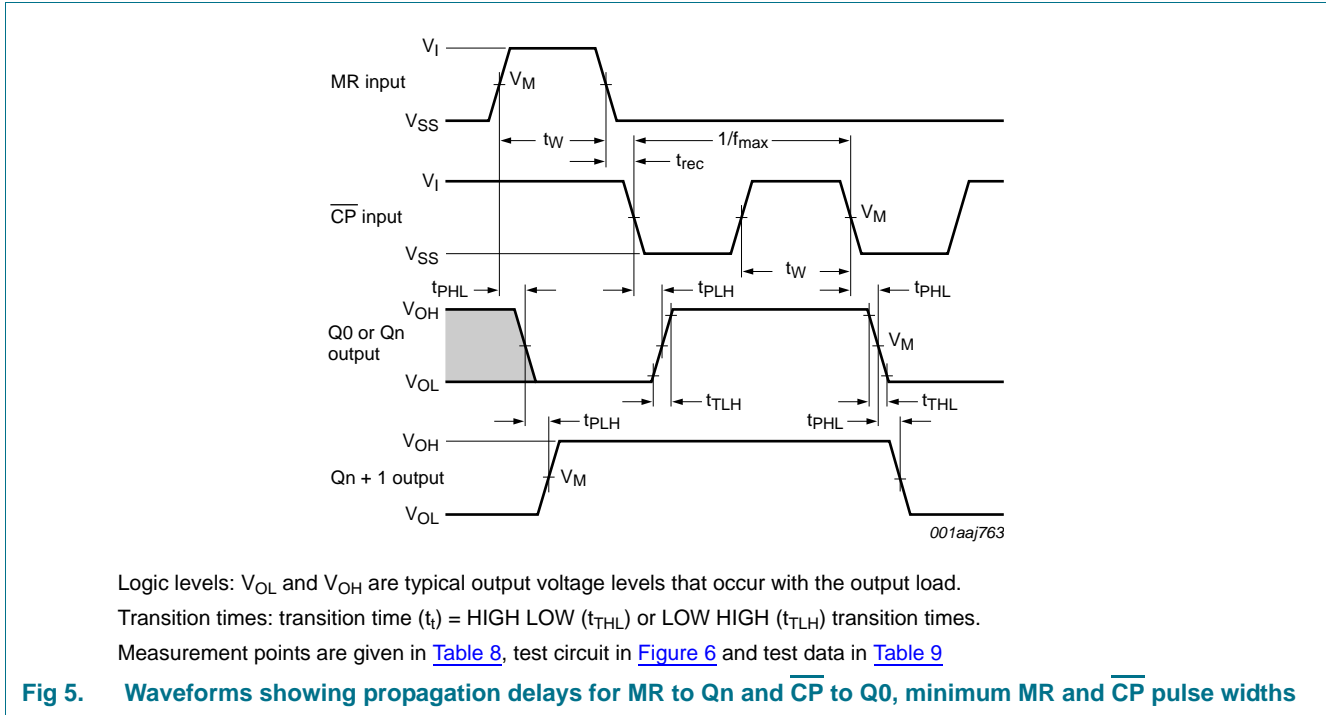 VI
MR input
VM
VSS
tW
1/fmax
trec
VI
CP input
VM
VSS
tW
tPHL
tPLH
tPHL
VOH
Q0 or Qn
output
VM
VOL
tTLH
tTHL
tPLH
tPHL
VOH
Qn + 1 output
VM
VOL
001aaj763
Logic levels: VOL and VOH are typical output voltage levels that occur with the output load.
Transition times: transition time (tt) = HIGH LOW (tTHL) or LOW HIGH (tTLH) transition times.
Measurement points are given in Table 8, test circuit in Figure 6 and test data in Table 9
Fig 5. Waveforms showing propagation delays for MR to Qn and CP to Q0, minimum MR and CP pulse widths